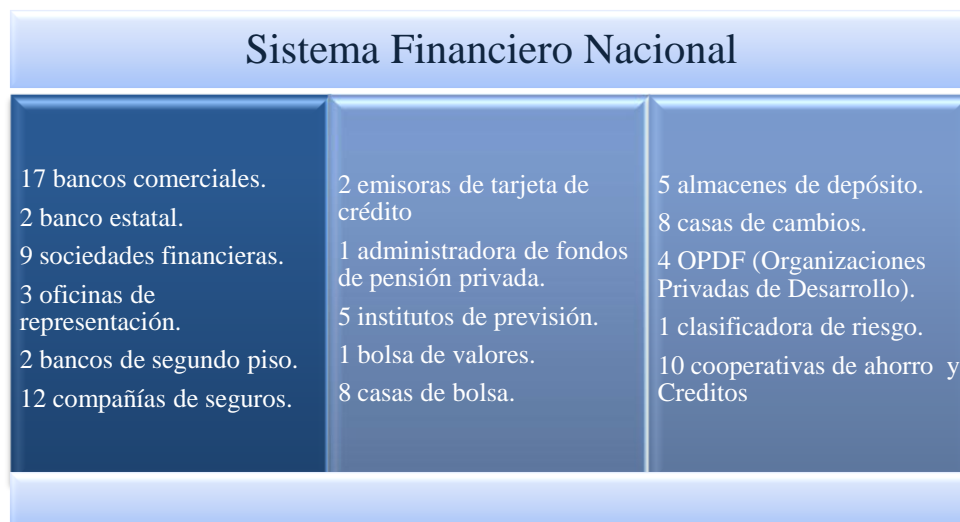 Sistema Financiero Nacional
17 bancos comerciales.
2 banco estatal.
9 sociedades financieras.
3 oficinas de
representación.
2 bancos de segundo piso.
12 compañías de seguros.
2 emisoras de tarjeta de
crédito
1 administradora de fondos
de pensión privada.
5 institutos de previsión.
1 bolsa de valores.
8 casas de bolsa.
5 almacenes de depósito.
8 casas de cambios.
4 OPDF (Organizaciones
Privadas de Desarrollo).
1 clasificadora de riesgo.
10 cooperativas de ahorro y
Creditos